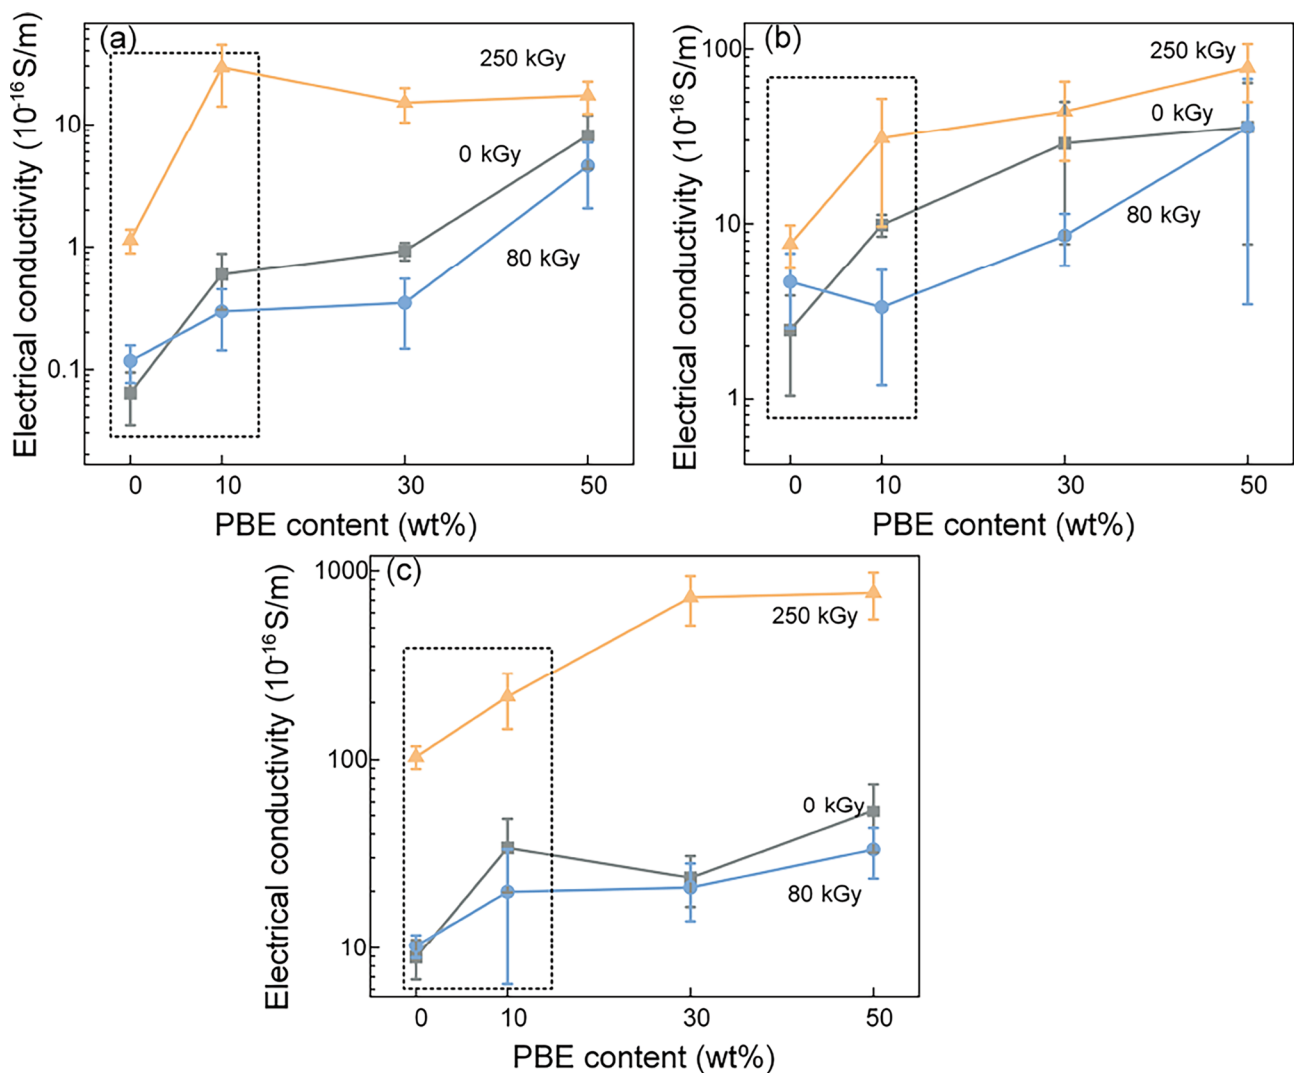 (a)
Electrical conductivity (10⁻¹⁶S/m)
10
1
0.1
250 kGy
0 kGy
80 kGy
0 10 30 50
PBE content (wt%)
(b)
Electrical conductivity (10⁻¹⁶S/m)
100
10
1
250 kGy
0 kGy
80 kGy
0 10 30 50
PBE content (wt%)
(c)
Electrical conductivity (10⁻¹⁶S/m)
1000
100
10
250 kGy
0 kGy
80 kGy
0 10 30 50
PBE content (wt%)